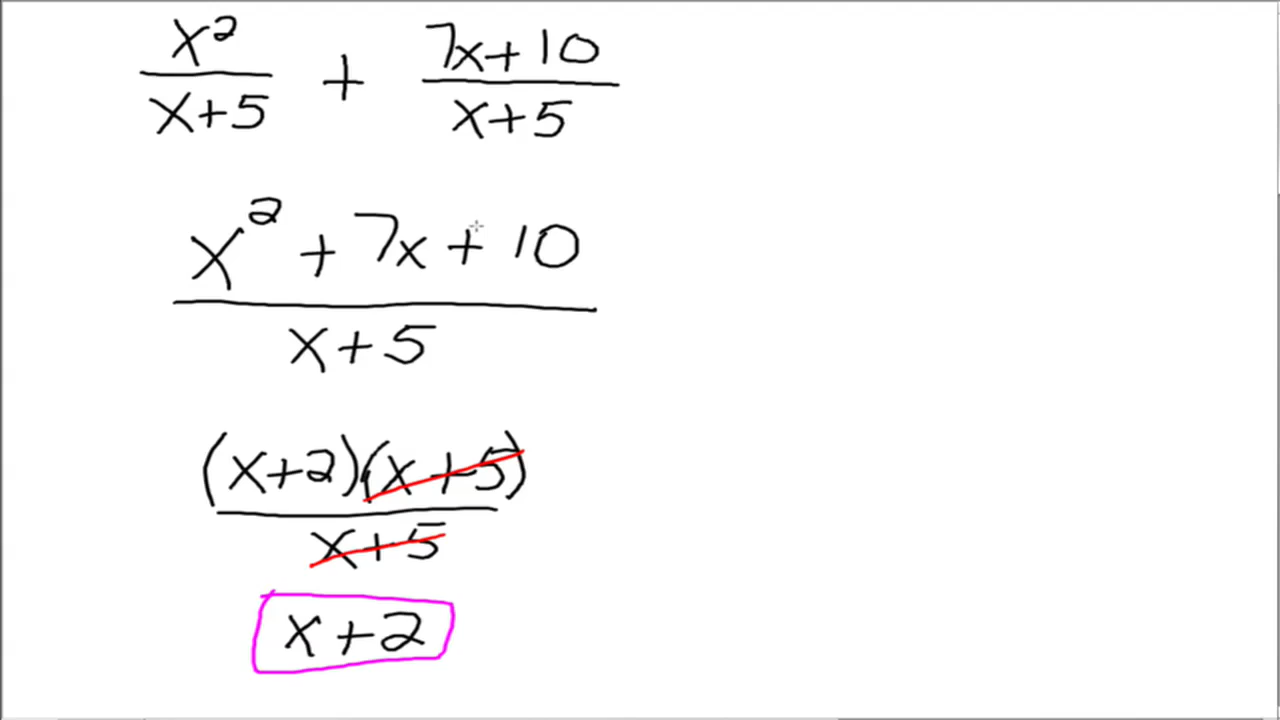 x² / x+5 + 7x+10 / x+5
x² + 7x + 10 / x+5
(x+2)(x+5) / x+5
x+2